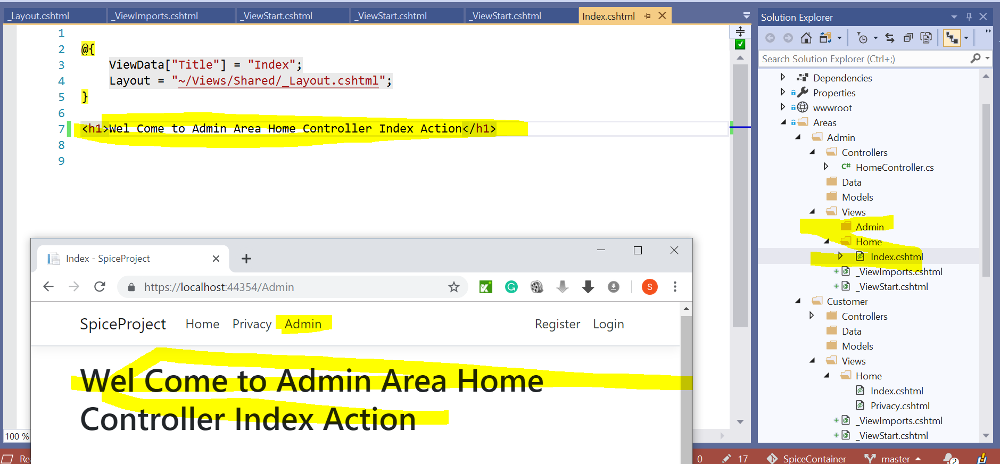 _Layout.cshtml
_ViewImports.cshtml
_ViewStart.cshtml
_ViewStart.cshtml
_ViewStart.cshtml
Index.cshtml
1
2 @{
3 ViewData["Title"] = "Index";
4 Layout = "~/Views/Shared/_Layout.cshtml";
5 }
6
7 <h1>Wel Come to Admin Area Home Controller Index Action</h1>
8
9
100 %
Index - SpiceProject
https://localhost:44354/Admin
S
SpiceProject Home Privacy Admin Register Login
Wel Come to Admin Area Home
Controller Index Action
Solution Explorer
Search Solution Explorer (Ctrl+;)
Dependencies
Properties
wwwroot
Areas
Admin
Controllers
C# HomeController.cs
Data
Models
Views
Admin
Home
Index.cshtml
_ViewImports.cshtml
_ViewStart.cshtml
Customer
Controllers
Data
Models
Views
Home
Index.cshtml
Privacy.cshtml
_ViewImports.cshtml
_ViewStart.cshtml
0 17 SpiceContainer master 2